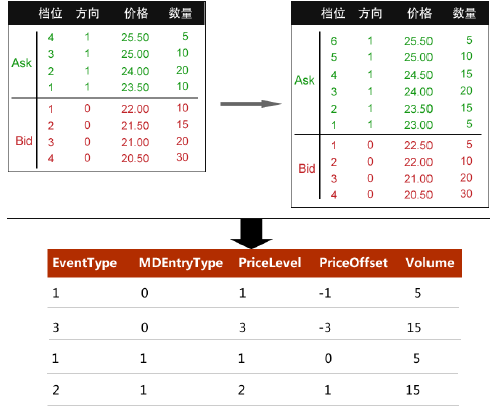 档位 方向 价格 数量
Ask
4 1 25.50 5
3 1 25.00 10
2 1 24.00 20
1 1 23.50 10
Bid
1 0 22.00 10
2 0 21.50 15
3 0 21.00 20
4 0 20.50 30
档位 方向 价格 数量
Ask
6 1 25.50 5
5 1 25.00 10
4 1 24.50 15
3 1 24.00 20
2 1 23.50 15
1 1 23.00 5
Bid
1 0 22.50 5
2 0 22.00 10
3 0 21.00 20
4 0 20.50 30
EventType MDEntryType PriceLevel PriceOffset Volume
1 0 1 -1 5
3 0 3 -3 15
1 1 1 0 5
2 1 2 1 15